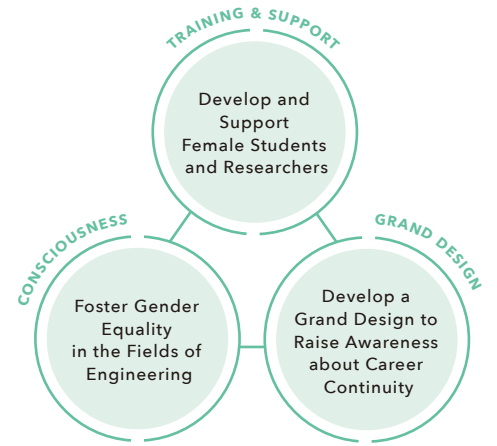 TRAINING & SUPPORT
Develop and
Support
Female Students
and Researchers
CONSCIOUSNESS
Foster Gender
Equality
in the Fields of
Engineering
GRAND DESIGN
Develop a
Grand Design to
Raise Awareness
about Career
Continuity